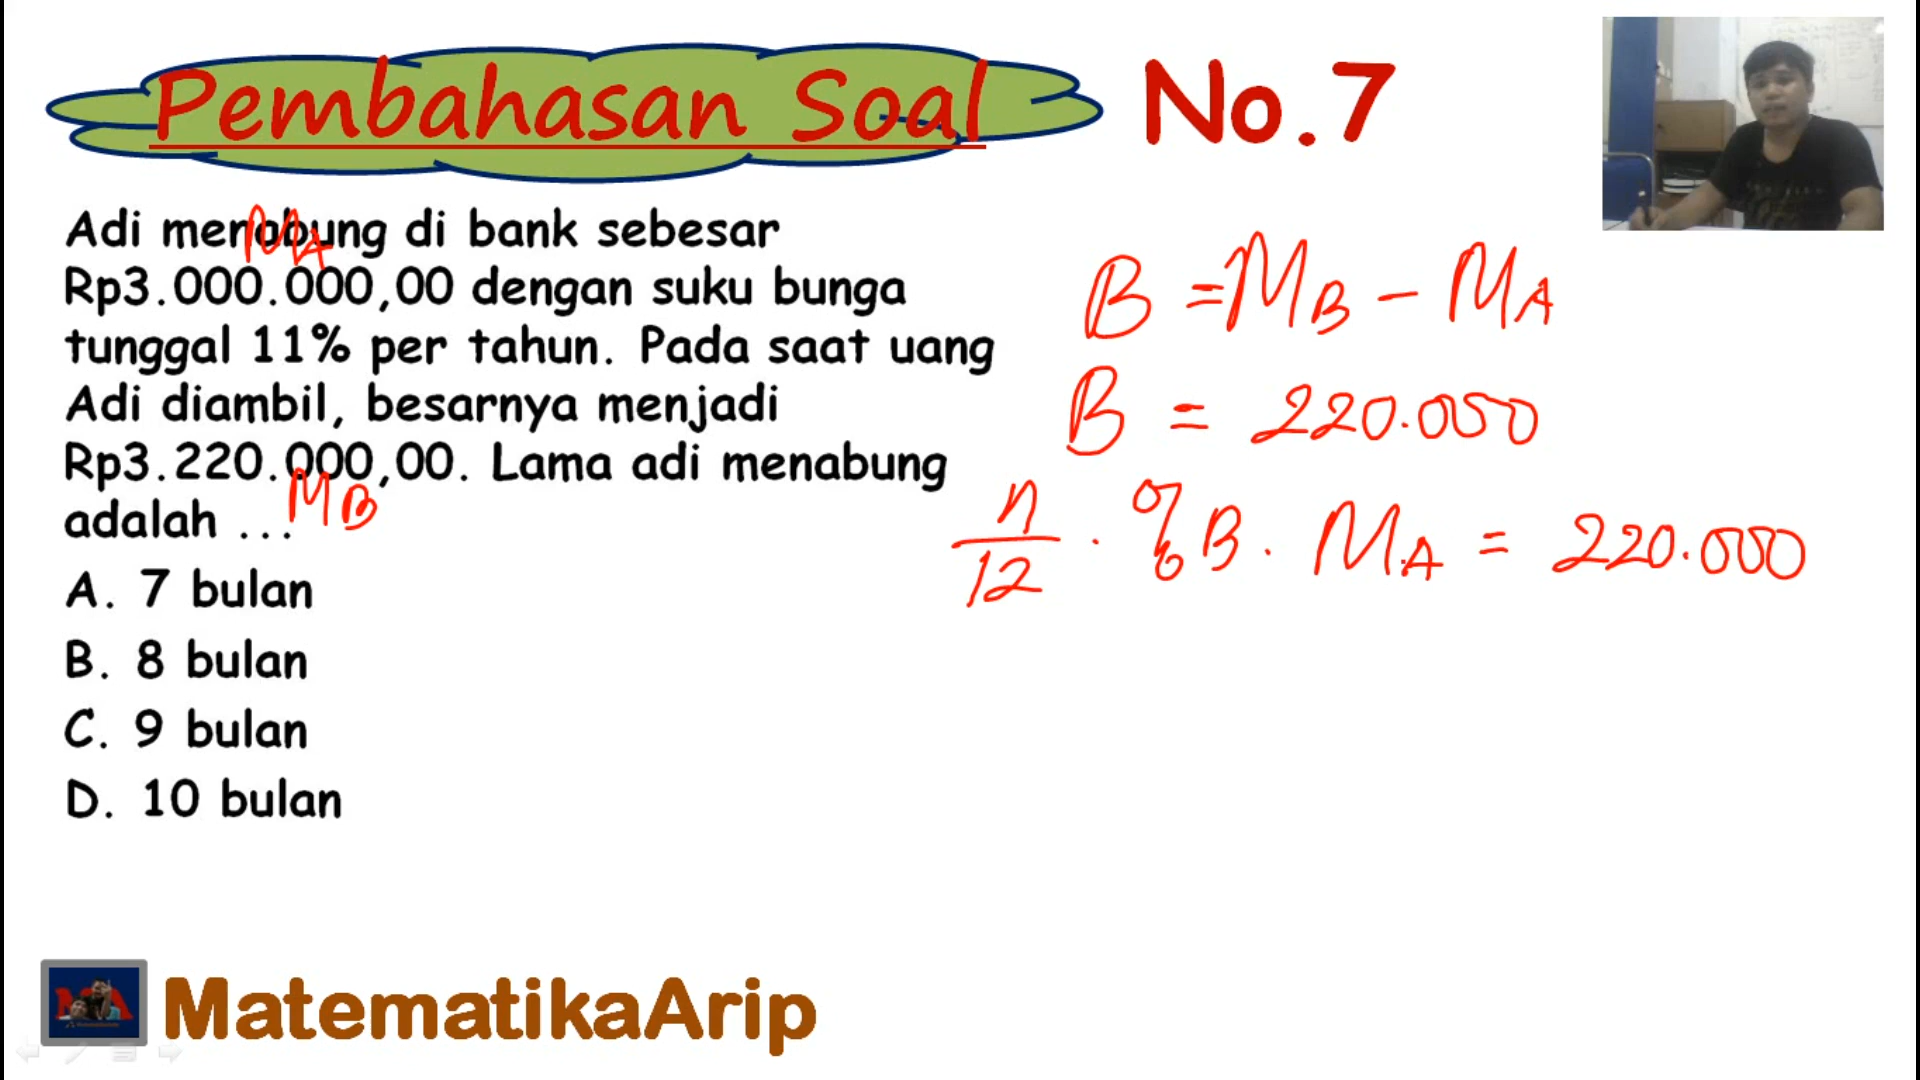 Pembahasan Soal No.7
Adi menabung di bank sebesar
MA
Rp3.000.000,00 dengan suku bunga
tunggal 11% per tahun. Pada saat uang
Adi diambil, besarnya menjadi
Rp3.220.000,00. Lama adi menabung
MB
adalah ...
A. 7 bulan
B. 8 bulan
C. 9 bulan
D. 10 bulan
B = MB - MA
B = 220.000
n/12 . %B . MA = 220.000
MatematikaArip